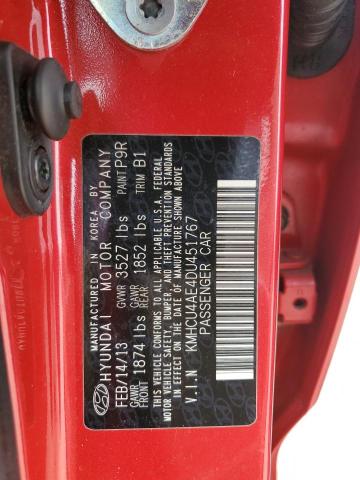 MANUFACTURED IN KOREA BY
HYUNDAI MOTOR COMPANY
FEB/14/13 GVWR 3527 lbs PAINT P9R
GAWR FRONT 1874 lbs GAWR REAR 1852 lbs TRIM B1
THIS VEHICLE CONFORMS TO ALL APPLICABLE U.S.A. FEDERAL
MOTOR VEHICLE SAFETY, BUMPER, AND THEFT PREVENTION STANDARDS
IN EFFECT ON THE DATE OF MANUFACTURE SHOWN ABOVE.
V.I.N KMHCU4AE4DU451767
PASSENGER CAR